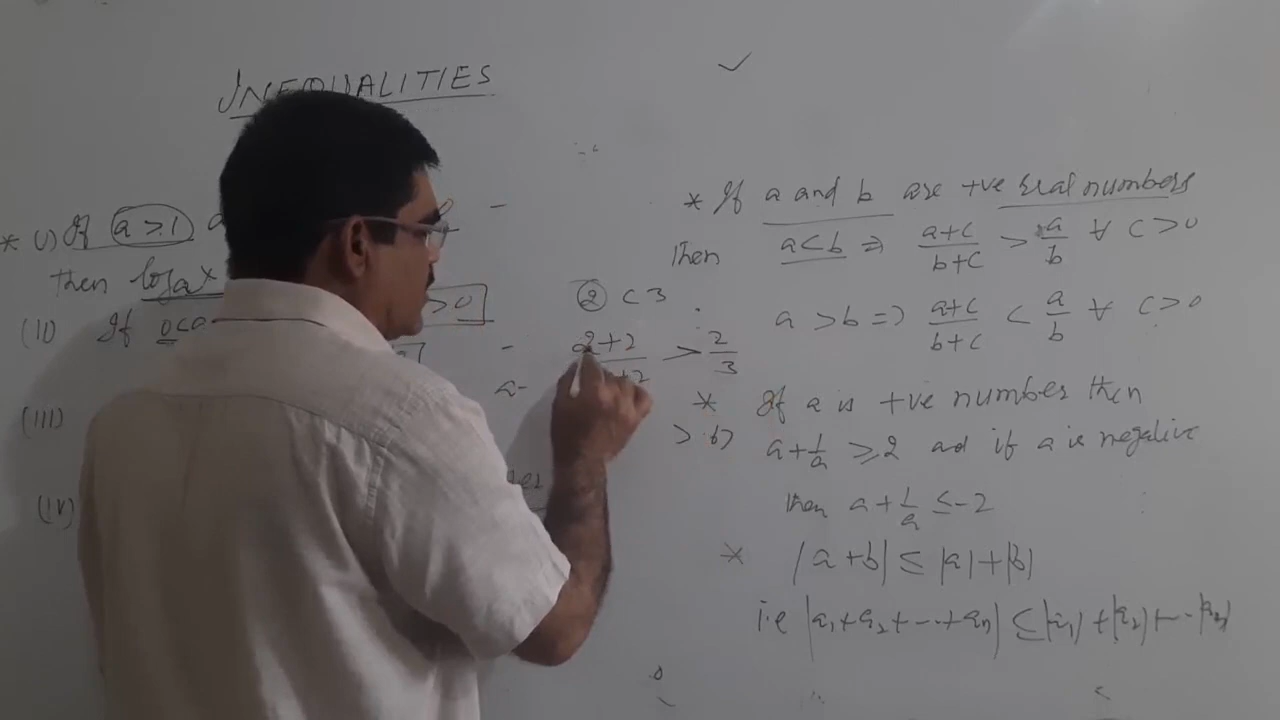 INEQUALITIES
* (i) If a > 1
then log_a x
> 0
(ii) If 0 < a
(iii)
(iv)
② < 3
2+2/+2 > 2/3
a-
> b)
* If a and b are +ve real numbers
then a < b ⇒ a+c/b+c > a/b ∀ c > 0
a > b ⇒ a+c/b+c < a/b ∀ c > 0
* If a is +ve number then
a + 1/a ≥ 2 and if a is negative
then a + 1/a ≤ -2
* |a+b| ≤ |a|+|b|
i.e |a₁+a₂+--+aₙ| ≤ |a₁|+|a₂|+--|aₙ|